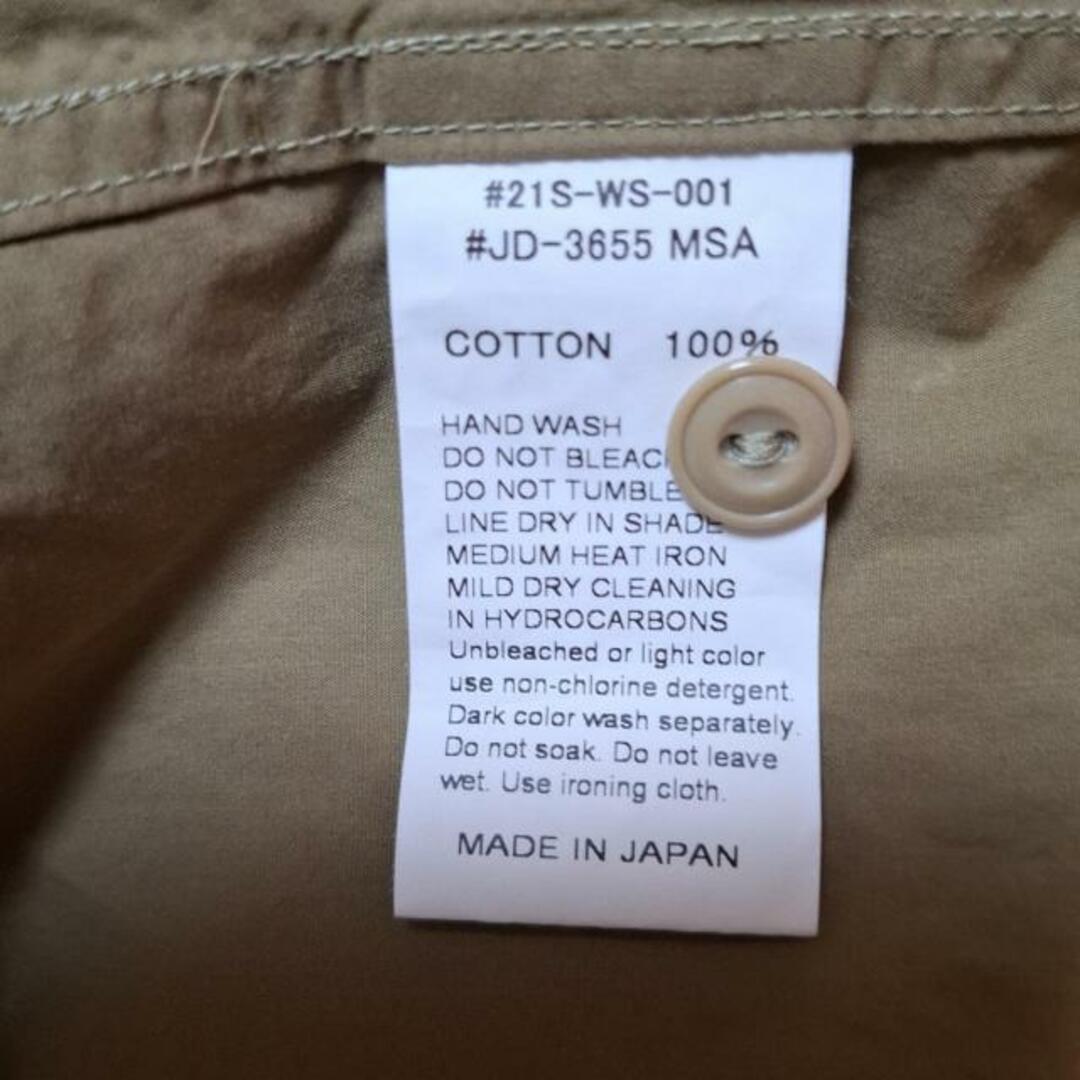 #21S-WS-001
#JD-3655 MSA
COTTON 100%
HAND WASH
DO NOT BLEAC
DO NOT TUMBLE
LINE DRY IN SHADE
MEDIUM HEAT IRON
MILD DRY CLEANING
IN HYDROCARBONS
Unbleached or light color
use non-chlorine detergent.
Dark color wash separately.
Do not soak. Do not leave
wet. Use ironing cloth.
MADE IN JAPAN